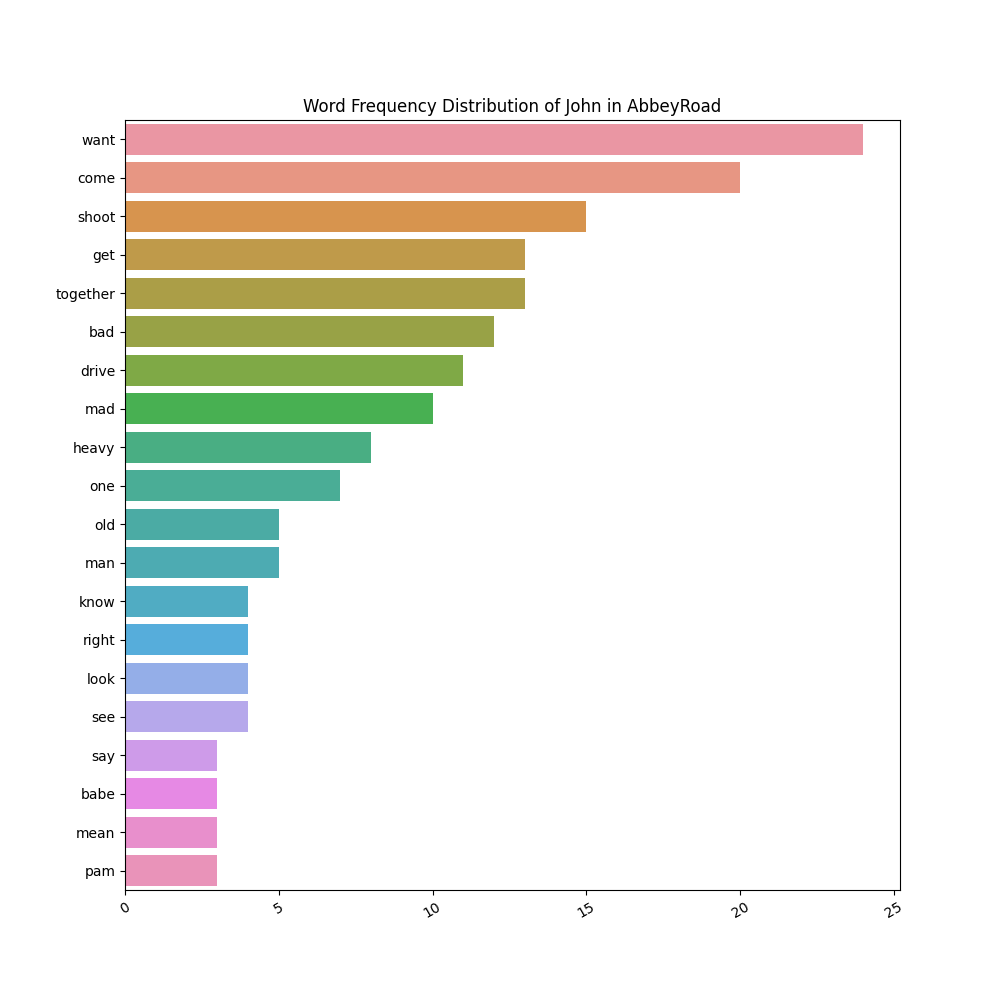 Word Frequency Distribution of John in AbbeyRoad
want
come
shoot
get
together
bad
drive
mad
heavy
one
old
man
know
right
look
see
say
babe
mean
pam
0 5 10 15 20 25